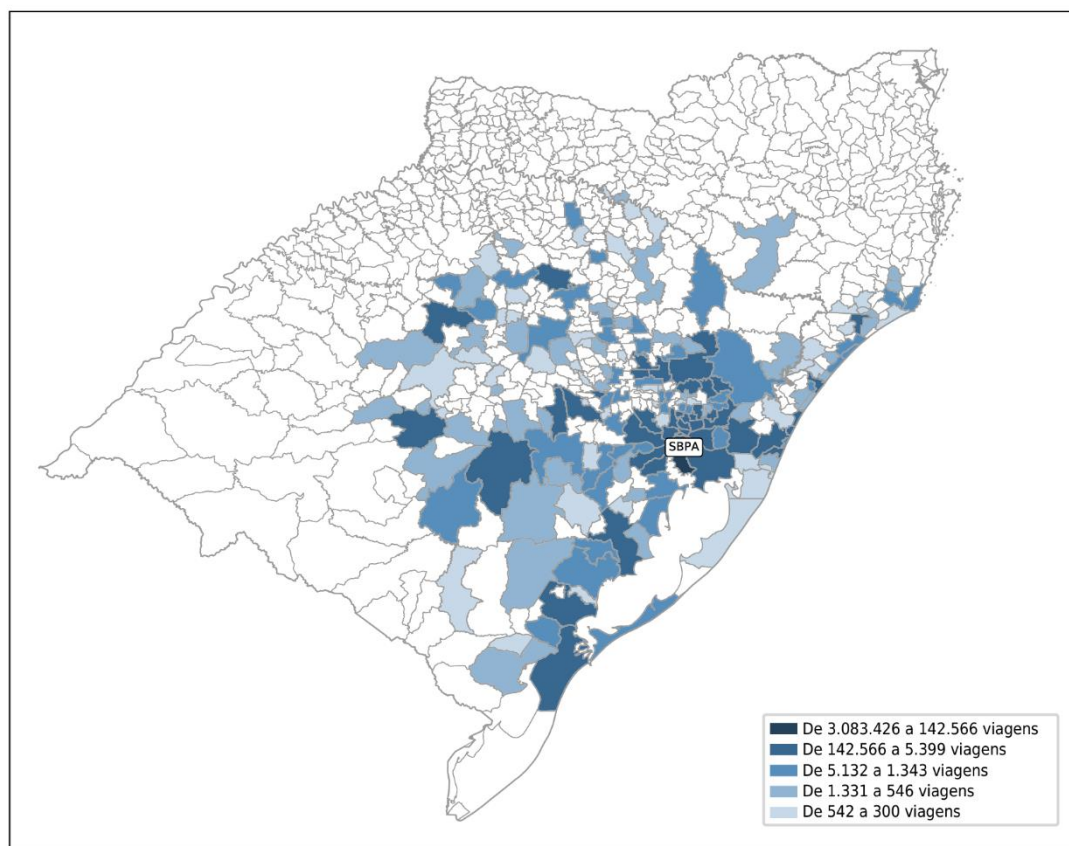 SBPA
De 3.083.426 a 142.566 viagens
De 142.566 a 5.399 viagens
De 5.132 a 1.343 viagens
De 1.331 a 546 viagens
De 542 a 300 viagens